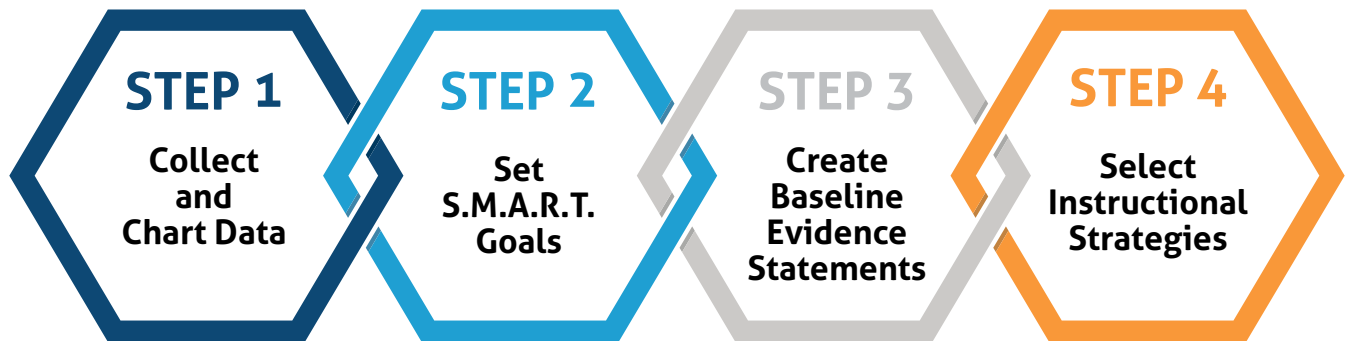 STEP 1
Collect
and
Chart Data
STEP 2
Set
S.M.A.R.T.
Goals
STEP 3
Create
Baseline
Evidence
Statements
STEP 4
Select
Instructional
Strategies